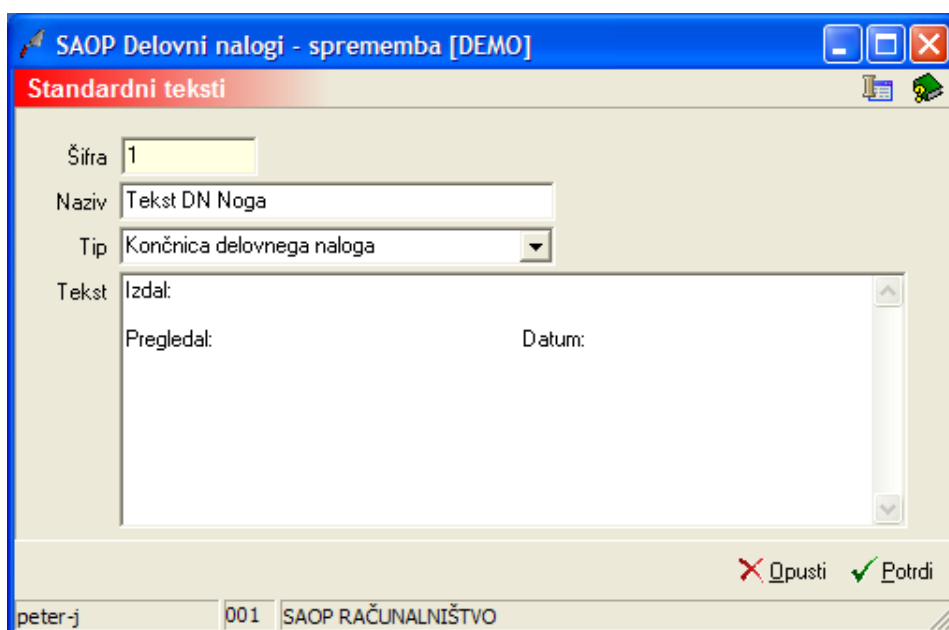 SAOP Delovni nalogi - sprememba [DEMO]
Standardni teksti
Šifra 1
Naziv Tekst DN Noga
Tip Končnica delovnega naloga
Tekst Izdal:
Pregledal: Datum:
Opusti Potrdi
peter-j 001 SAOP RAČUNALNIŠTVO